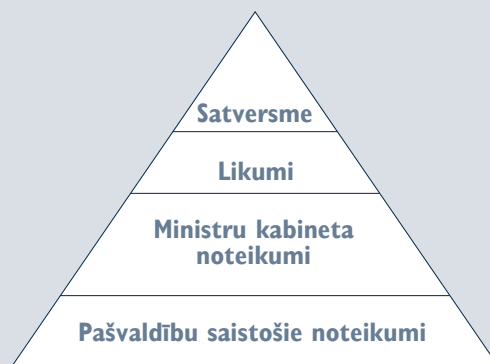 Satversme
Likumi
Ministru kabineta
noteikumi
Pašvaldību saistošie noteikumi